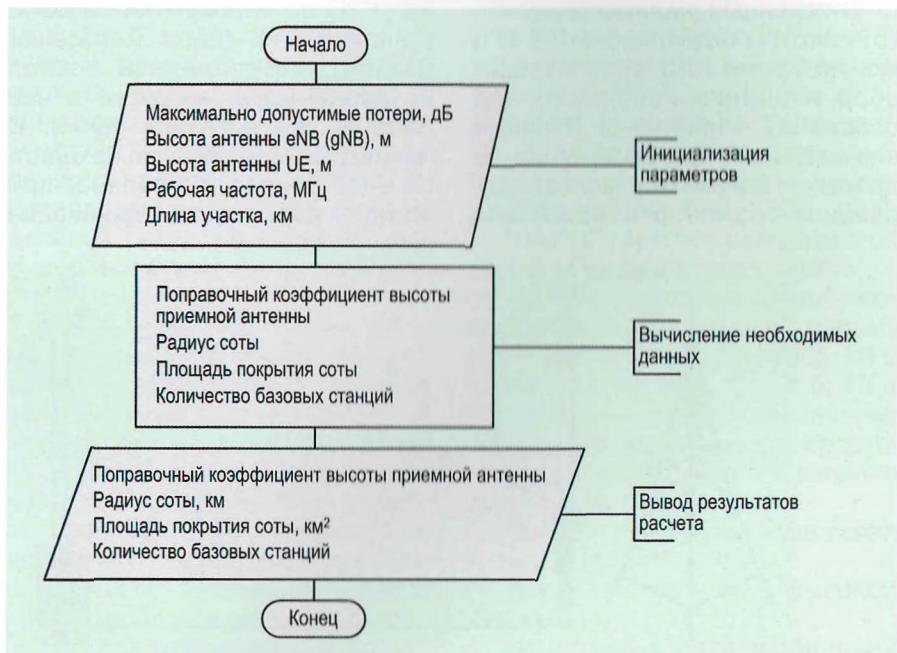 Начало
Максимально допустимые потери, дБ
Высота антенны eNB (gNB), м
Высота антенны UE, м
Рабочая частота, МГц
Длина участка, км
Инициализация
параметров
Поправочный коэффициент высоты
приемной антенны
Радиус соты
Площадь покрытия соты
Количество базовых станций
Вычисление необходимых
данных
Поправочный коэффициент высоты приемной антенны
Радиус соты, км
Площадь покрытия соты, км²
Количество базовых станций
Вывод результатов
расчета
Конец